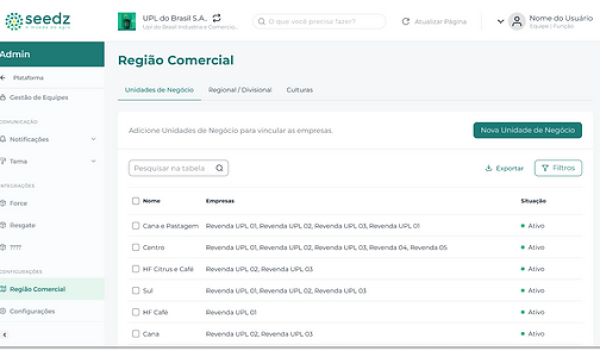 seedz
o mundo do agro
UPL do Brasil S.A..
Upl do Brasil Industria e Comercio...
O que você precisa fazer?
Atualizar Página
Nome do Usuário
Equipe | Função
Admin
Plataforma
Gestão de Equipes
COMUNICAÇÃO
Notificações
Tema
INTEGRAÇÕES
Force
Resgate
????
CONFIGURAÇÕES
Região Comercial
Configurações
Região Comercial
Unidades de Negócio Regional / Divisional Culturas
Adicione Unidades de Negócio para vincular as empresas.
Nova Unidade de Negócio
Pesquisar na tabela
Exportar
Filtros
Nome Empresas Situação
Cana e Pastagem Revenda UPL 01, Revenda UPL 02, Revenda UPL 03, Revenda UPL 01 Ativo
Centro Revenda UPL 01, Revenda UPL 02, Revenda UPL 03, Revenda 04, Revenda 05 Ativo
HF Citrus e Café Revenda UPL 02, Revenda UPL 03 Ativo
Sul Revenda UPL 01, Revenda UPL 02, Revenda UPL 03 Ativo
HF Café Revenda UPL 01 Ativo
Cana Revenda UPL 02, Revenda UPL 03 Ativo